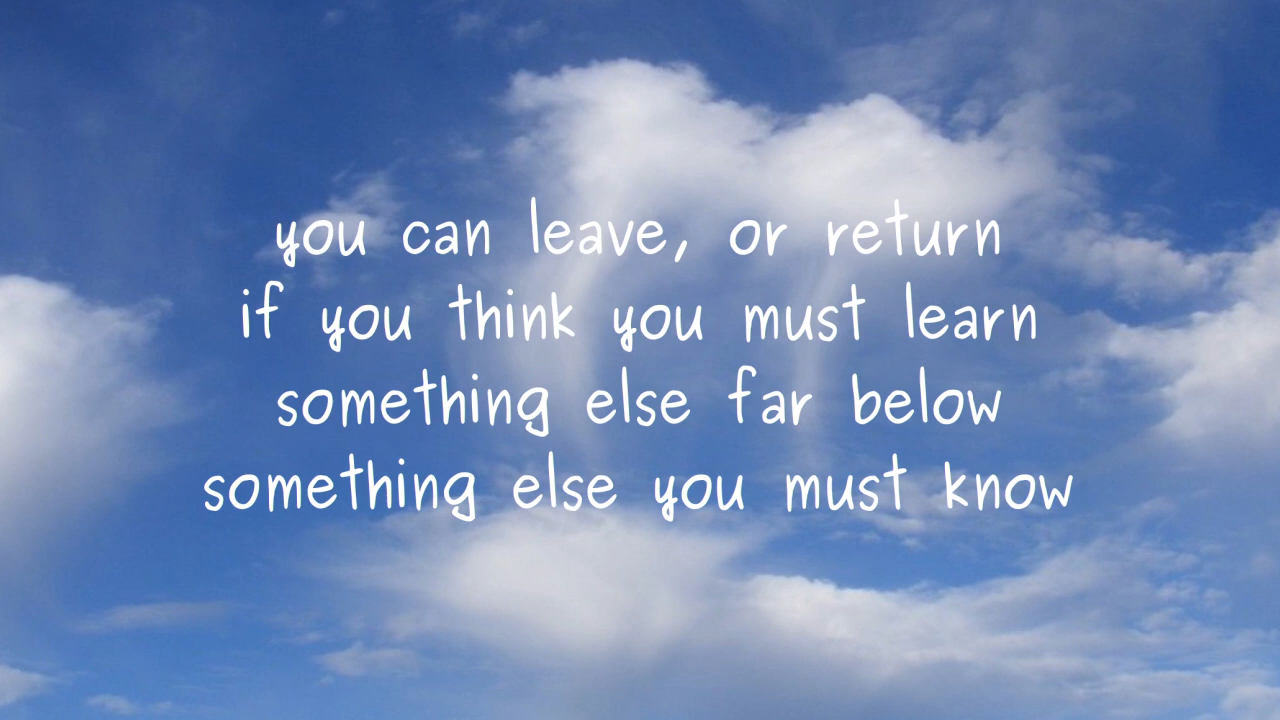 you can leave, or return
if you think you must learn
something else far below
something else you must know